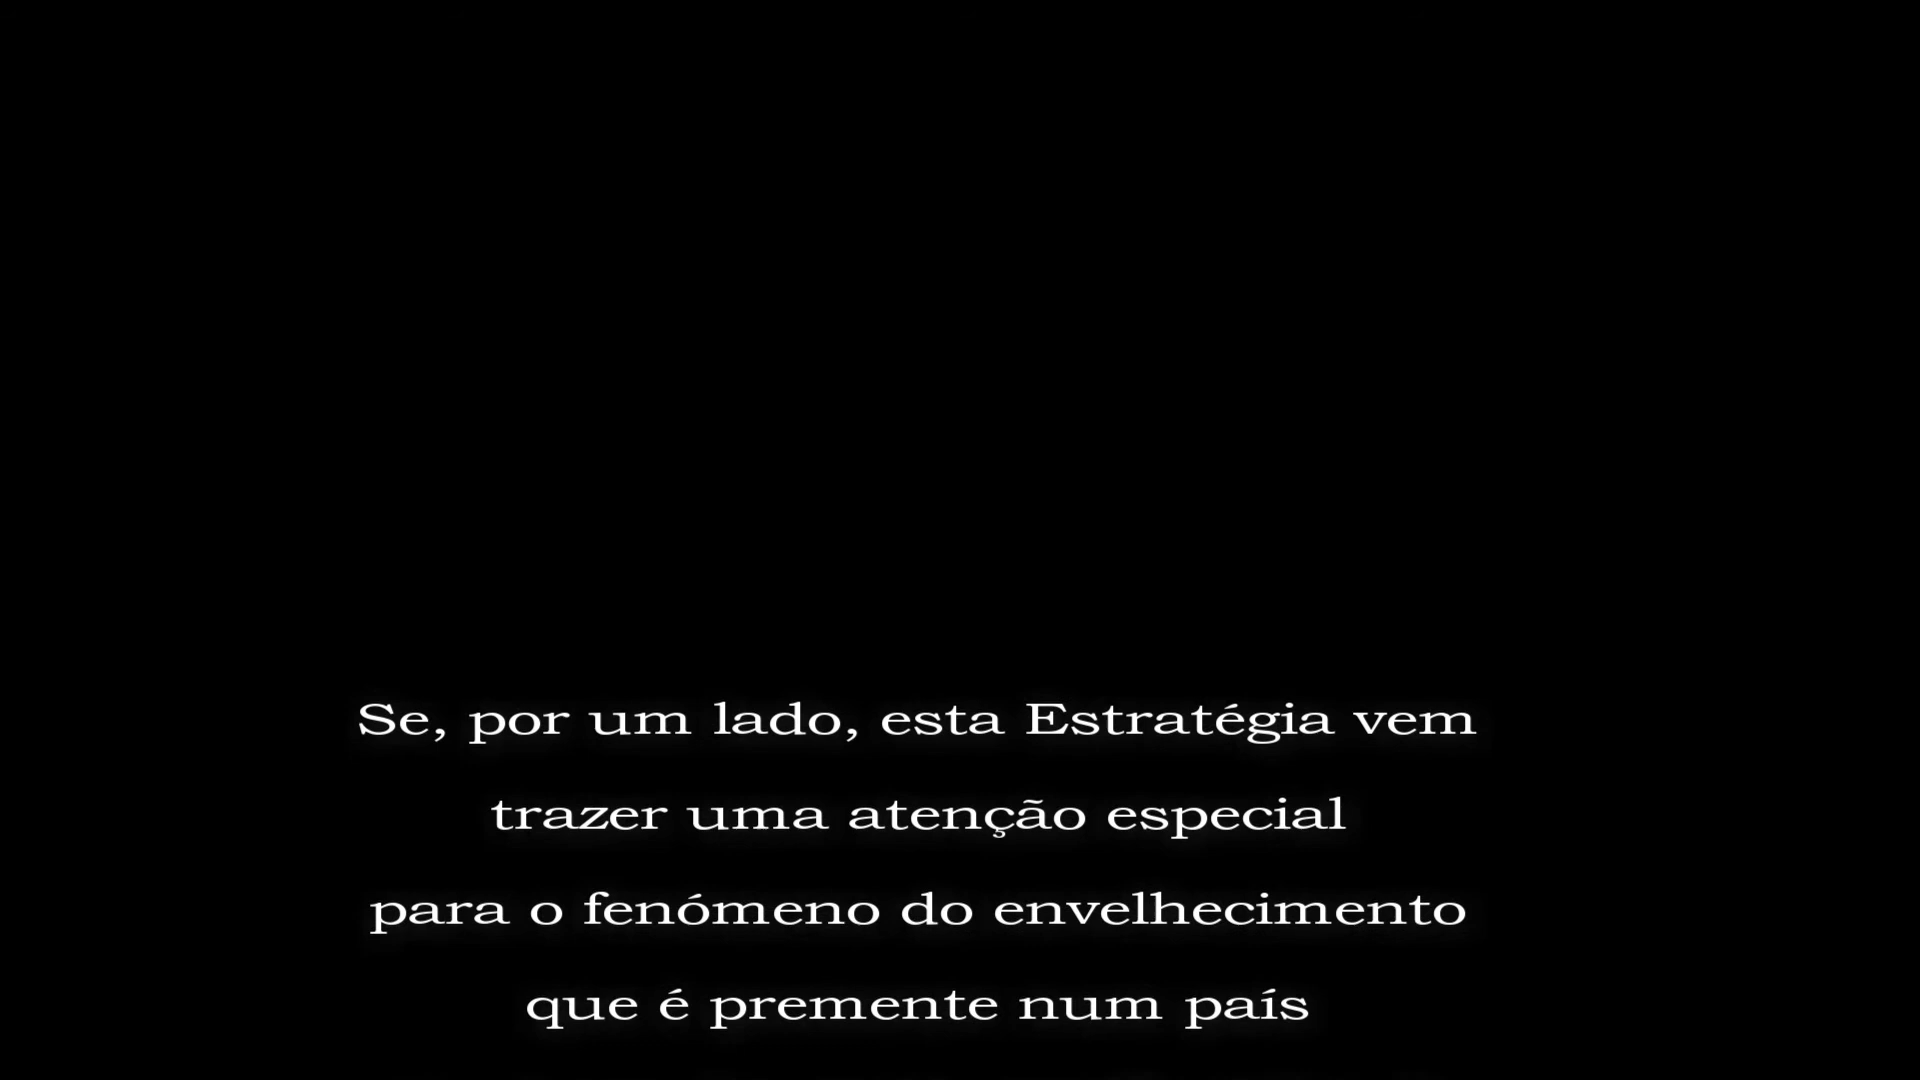 Se, por um lado, esta Estratégia vem
trazer uma atenção especial
para o fenómeno do envelhecimento
que é premente num país